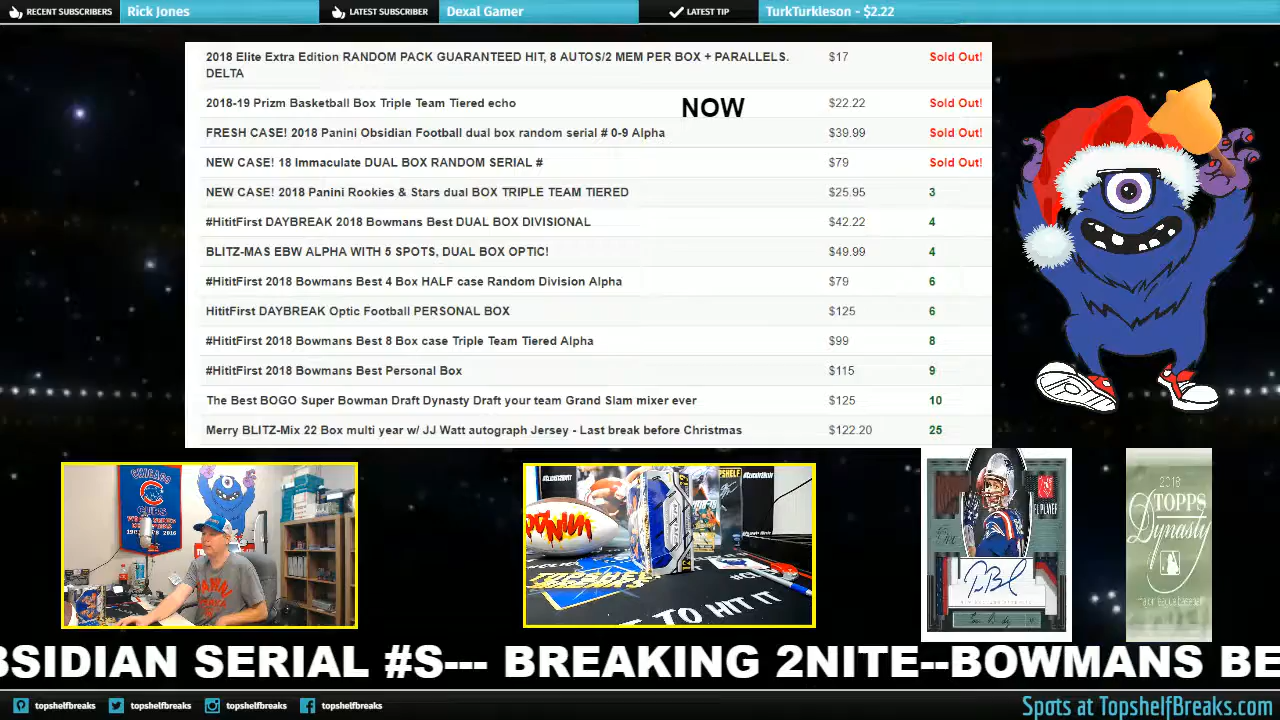 RECENT SUBSCRIBERS Rick Jones LATEST SUBSCRIBER Dexal Gamer LATEST TIP TurkTurkleson - $2.22
2018 Elite Extra Edition RANDOM PACK GUARANTEED HIT, 8 AUTOS/2 MEM PER BOX + PARALLELS. $17 Sold Out!
DELTA
2018-19 Prizm Basketball Box Triple Team Tiered echo $22.22 Sold Out!
NOW
FRESH CASE! 2018 Panini Obsidian Football dual box random serial # 0-9 Alpha $39.99 Sold Out!
NEW CASE! 18 Immaculate DUAL BOX RANDOM SERIAL # $79 Sold Out!
NEW CASE! 2018 Panini Rookies & Stars dual BOX TRIPLE TEAM TIERED $25.95 3
#HititFirst DAYBREAK 2018 Bowmans Best DUAL BOX DIVISIONAL $42.22 4
BLITZ-MAS EBW ALPHA WITH 5 SPOTS, DUAL BOX OPTIC! $49.99 4
#HititFirst 2018 Bowmans Best 4 Box HALF case Random Division Alpha $79 6
HititFirst DAYBREAK Optic Football PERSONAL BOX $125 6
#HititFirst 2018 Bowmans Best 8 Box case Triple Team Tiered Alpha $99 8
#HititFirst 2018 Bowmans Best Personal Box $115 9
The Best BOGO Super Bowman Draft Dynasty Draft your team Grand Slam mixer ever $125 10
Merry BLITZ-Mix 22 Box multi year w/ JJ Watt autograph Jersey - Last break before Christmas $122.20 25
CHICAGO
CUBS
TOPSHELF
TO HIT IT
2018
TOPPS
Dynasty
major league baseball
BSIDIAN SERIAL #S--- BREAKING 2NITE--BOWMANS BE
topshelfbreaks topshelfbreaks topshelfbreaks topshelfbreaks Spots at TopshelfBreaks.com